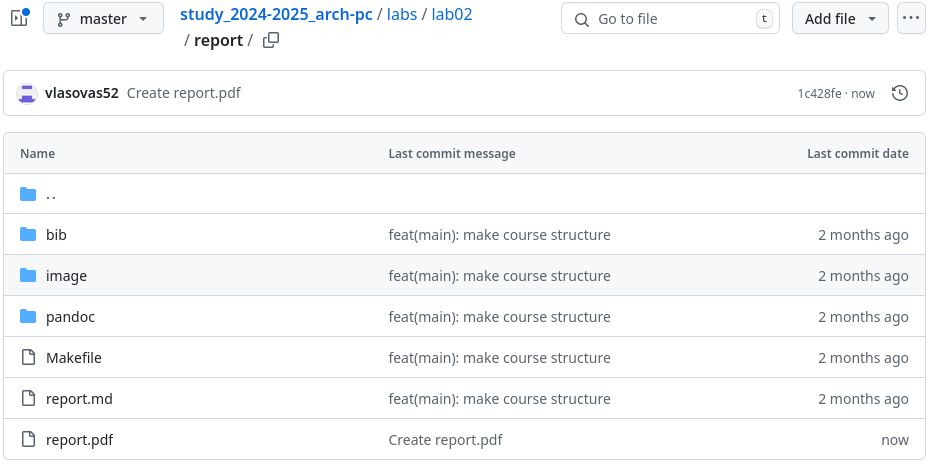 master
study_2024-2025_arch-pc / labs / lab02
/ report /
Go to file
t
Add file
vlasovas52 Create report.pdf
1c428fe · now
Name Last commit message Last commit date
..
bib feat(main): make course structure 2 months ago
image feat(main): make course structure 2 months ago
pandoc feat(main): make course structure 2 months ago
Makefile feat(main): make course structure 2 months ago
report.md feat(main): make course structure 2 months ago
report.pdf Create report.pdf now